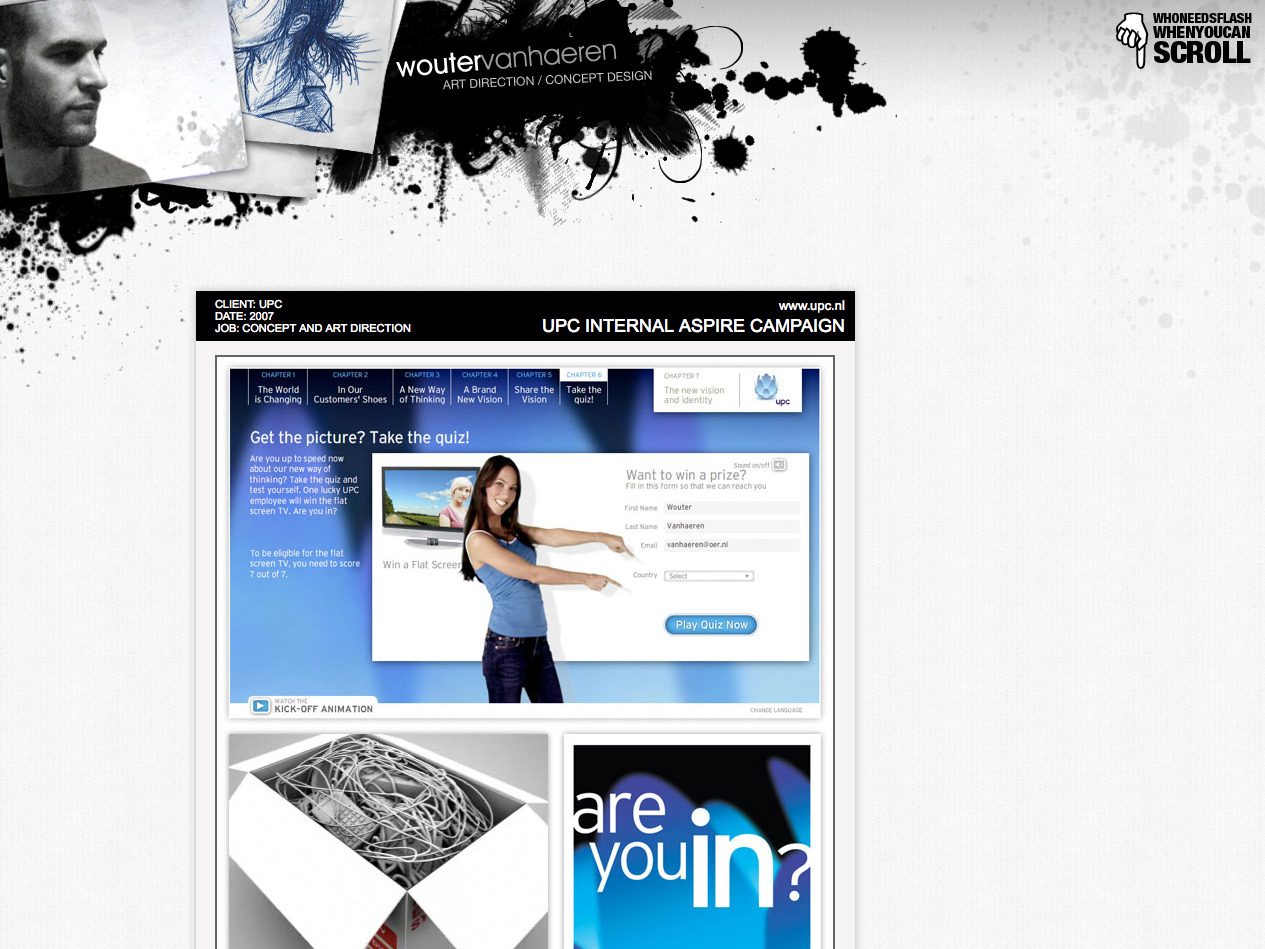 woutervanhaeren
ART DIRECTION / CONCEPT DESIGN
WHONEEDSFLASH
WHENYOUCAN
SCROLL
CLIENT: UPC
DATE: 2007
JOB: CONCEPT AND ART DIRECTION
www.upc.nl
UPC INTERNAL ASPIRE CAMPAIGN
CHAPTER 1
The World
is Changing
CHAPTER 2
In Our
Customers' Shoes
CHAPTER 3
A New Way
of Thinking
CHAPTER 4
A Brand
New Vision
CHAPTER 5
Share the
Vision
CHAPTER 6
Take the
quiz!
CHAPTER 7
The new vision
and identity
upc
Get the picture? Take the quiz!
Are you up to speed now
about our new way of
thinking? Take the quiz and
test yourself. One lucky UPC
employee will win the flat
screen TV. Are you in?
To be eligible for the flat
screen TV, you need to score
7 out of 7.
Win a Flat Screen
Sound on/off
Want to win a prize?
Fill in this form so that we can reach you
First Name Wouter
Last Name Vanhaeren
Email vanhaeren@oer.nl
Country Select
Play Quiz Now
WATCH THE
KICK-OFF ANIMATION
CHANGE LANGUAGE
are
you in?